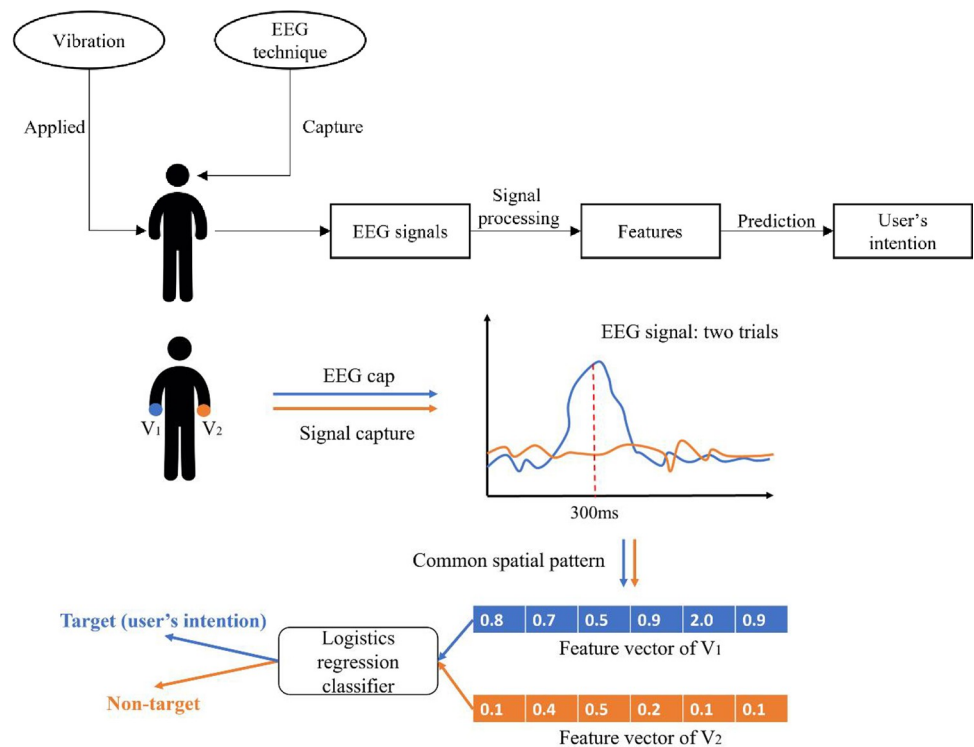 Vibration
EEG
technique
Applied
Capture
EEG signals
Signal
processing
Features
Prediction
User's
intention
EEG signal: two trials
EEG cap
Signal capture
V1
V2
300ms
Common spatial pattern
0.8 0.7 0.5 0.9 2.0 0.9
Feature vector of V1
Target (user's intention)
Logistics
regression
classifier
Non-target
0.1 0.4 0.5 0.2 0.1 0.1
Feature vector of V2